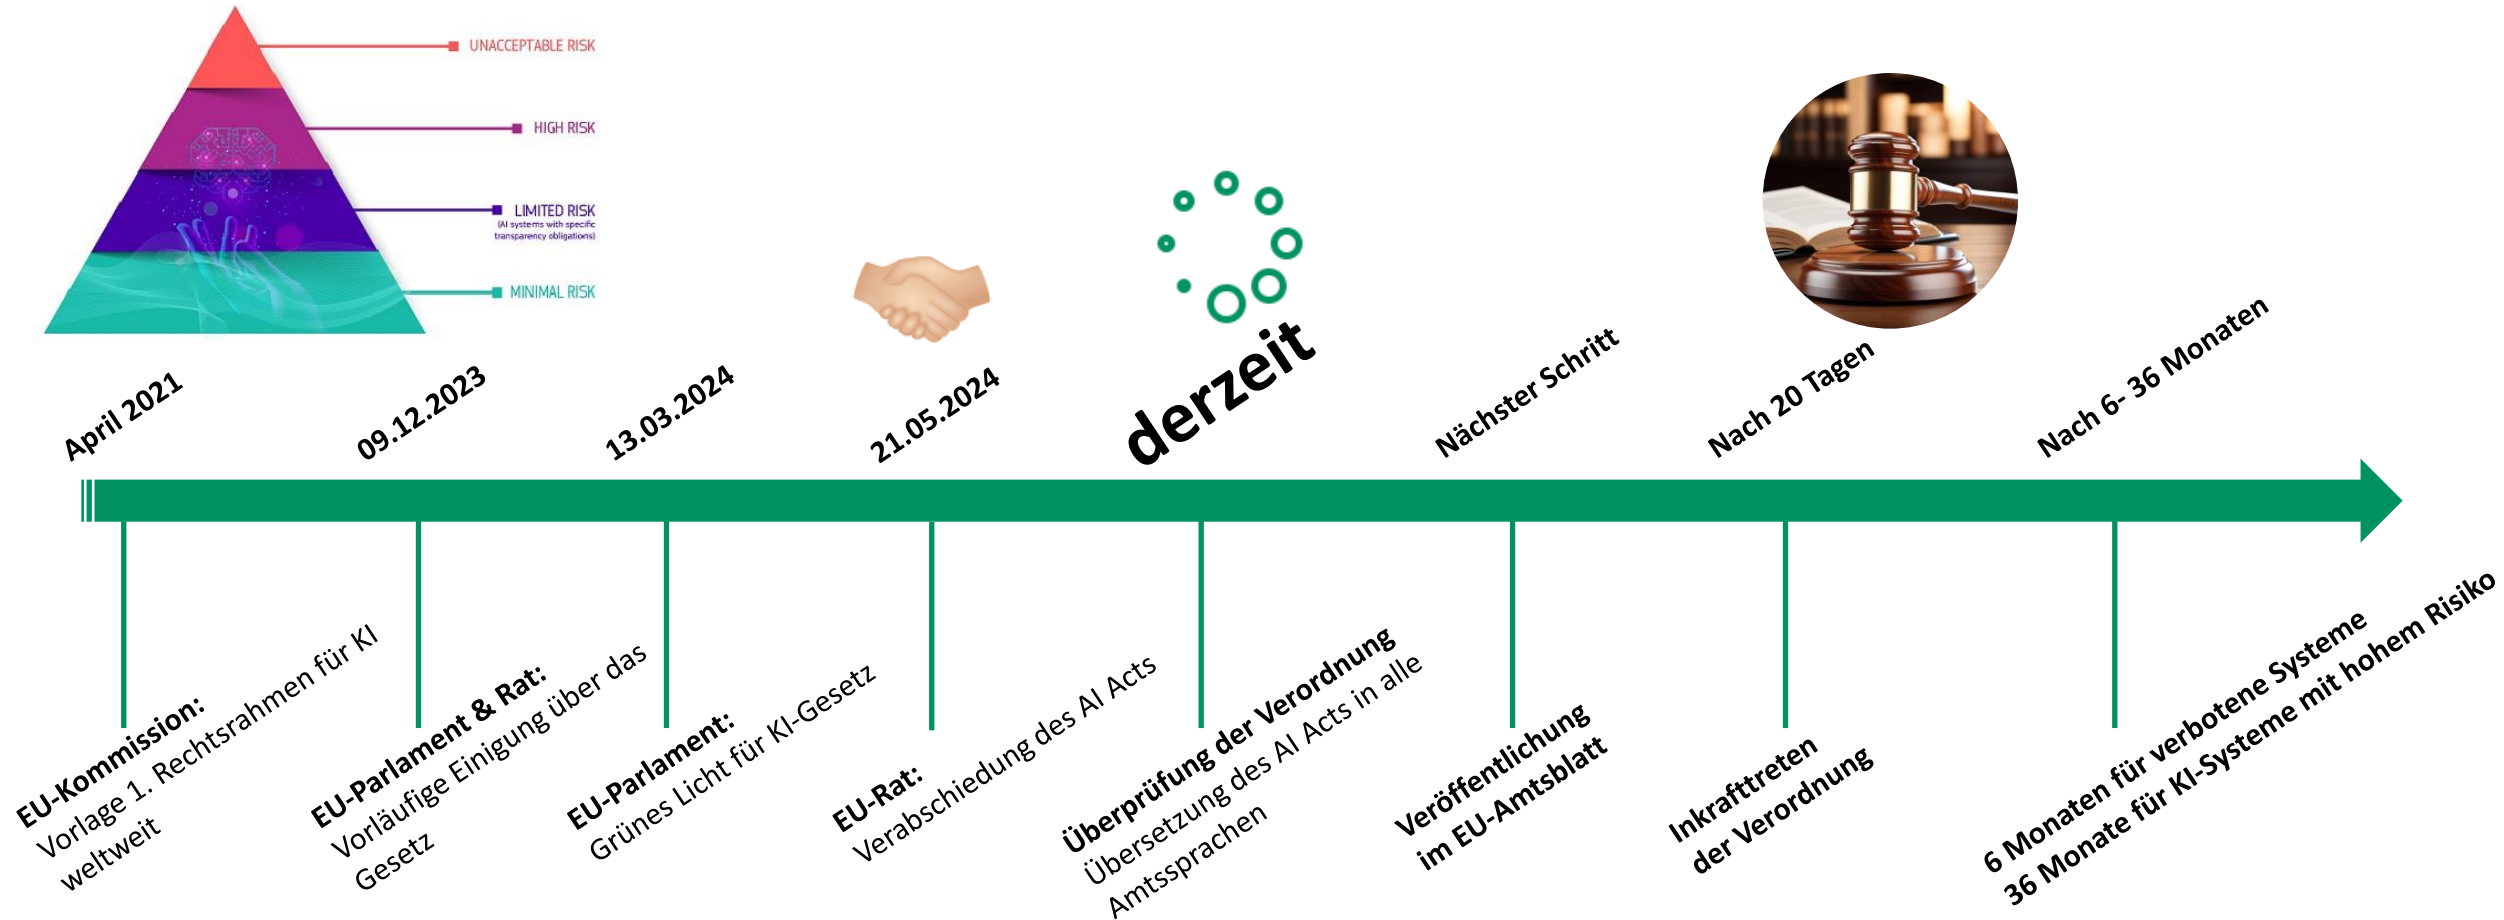 UNACCEPTABLE RISK
HIGH RISK
LIMITED RISK
(AI systems with specific
transparency obligations)
MINIMAL RISK
April 2021
09.12.2023
13.03.2024
21.05.2024
derzeit
Nächster Schritt
Nach 20 Tagen
Nach 6- 36 Monaten
EU-Kommission:
Vorlage 1. Rechtsrahmen für KI
weltweit
EU-Parlament & Rat:
Vorläufige Einigung über das
Gesetz
EU-Parlament:
Grünes Licht für KI-Gesetz
EU-Rat:
Verabschiedung des AI Acts
Überprüfung der Verordnung
Übersetzung des AI Acts in alle
Amtssprachen
Veröffentlichung
im EU-Amtsblatt
Inkrafttreten
der Verordnung
6 Monaten für verbotene Systeme
36 Monate für KI-Systeme mit hohem Risiko